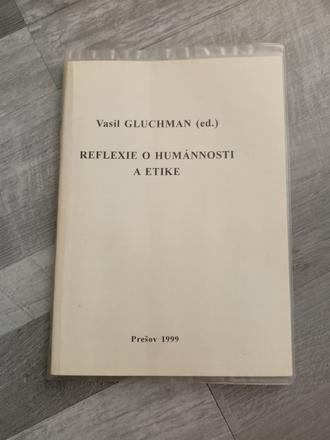 Vasil GLUCHMAN (ed.)
REFLEXIE O HUMÁNNOSTI
A ETIKE
Prešov 1999